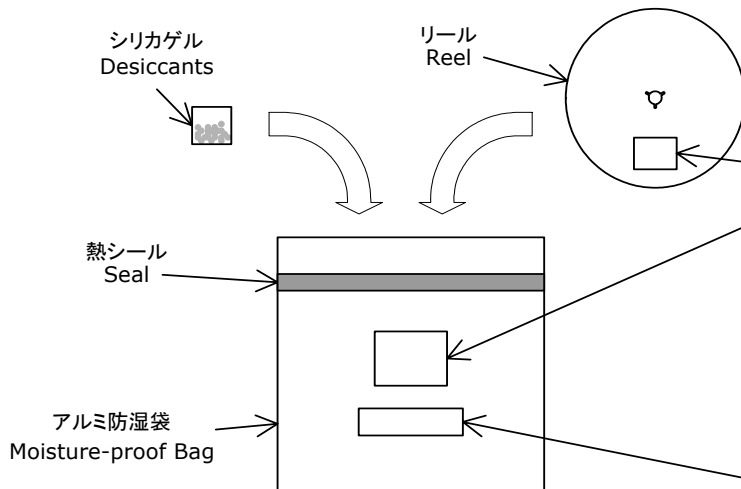 シリカゲル
Desiccants
リール
Reel
熱シール
Seal
アルミ防湿袋
Moisture-proof Bag